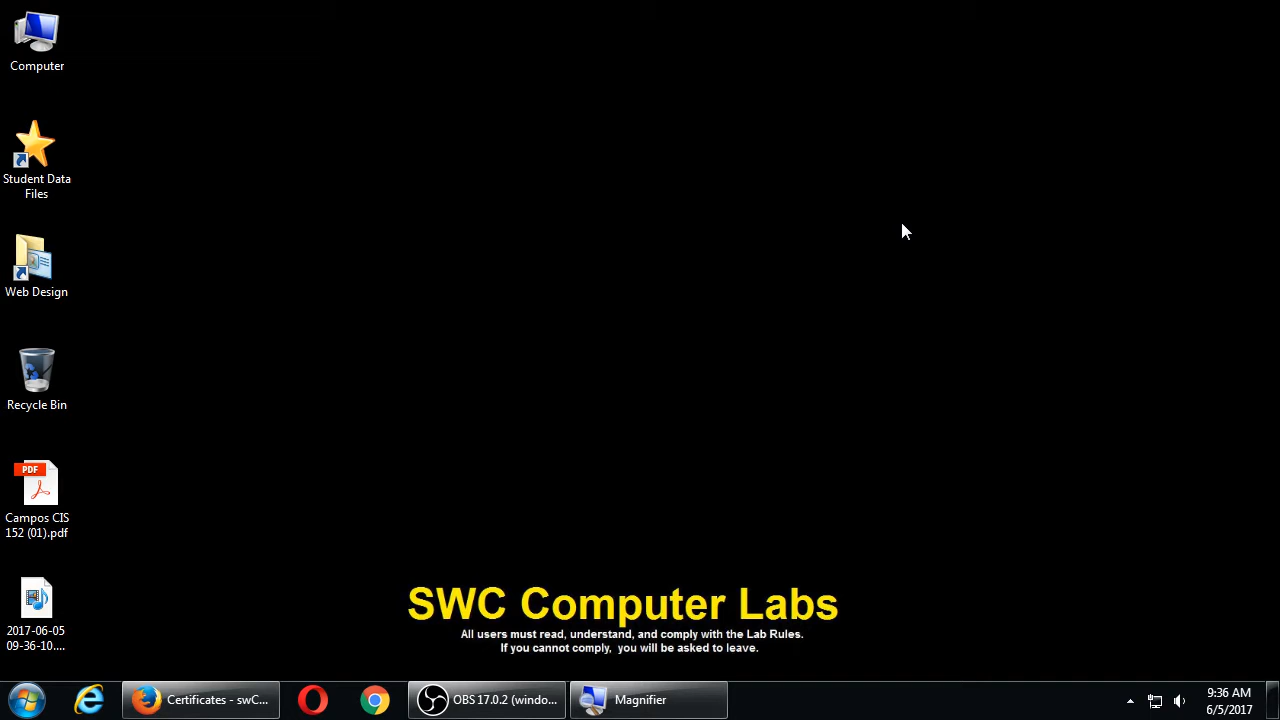 Computer
Student Data
Files
Web Design
Recycle Bin
PDF
Campos CIS
152 (01).pdf
2017-06-05
09-36-10....
SWC Computer Labs
All users must read, understand, and comply with the Lab Rules.
If you cannot comply, you will be asked to leave.
Certificates - swC...
OBS 17.0.2 (windo...
Magnifier
9:36 AM
6/5/2017